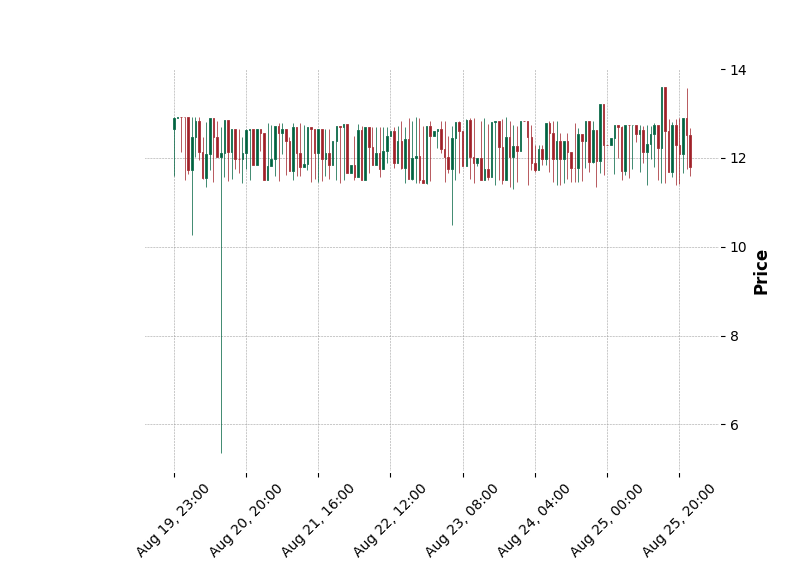 14
12
10
8
6
Price
Aug 19, 23:00
Aug 20, 20:00
Aug 21, 16:00
Aug 22, 12:00
Aug 23, 08:00
Aug 24, 04:00
Aug 25, 00:00
Aug 25, 20:00